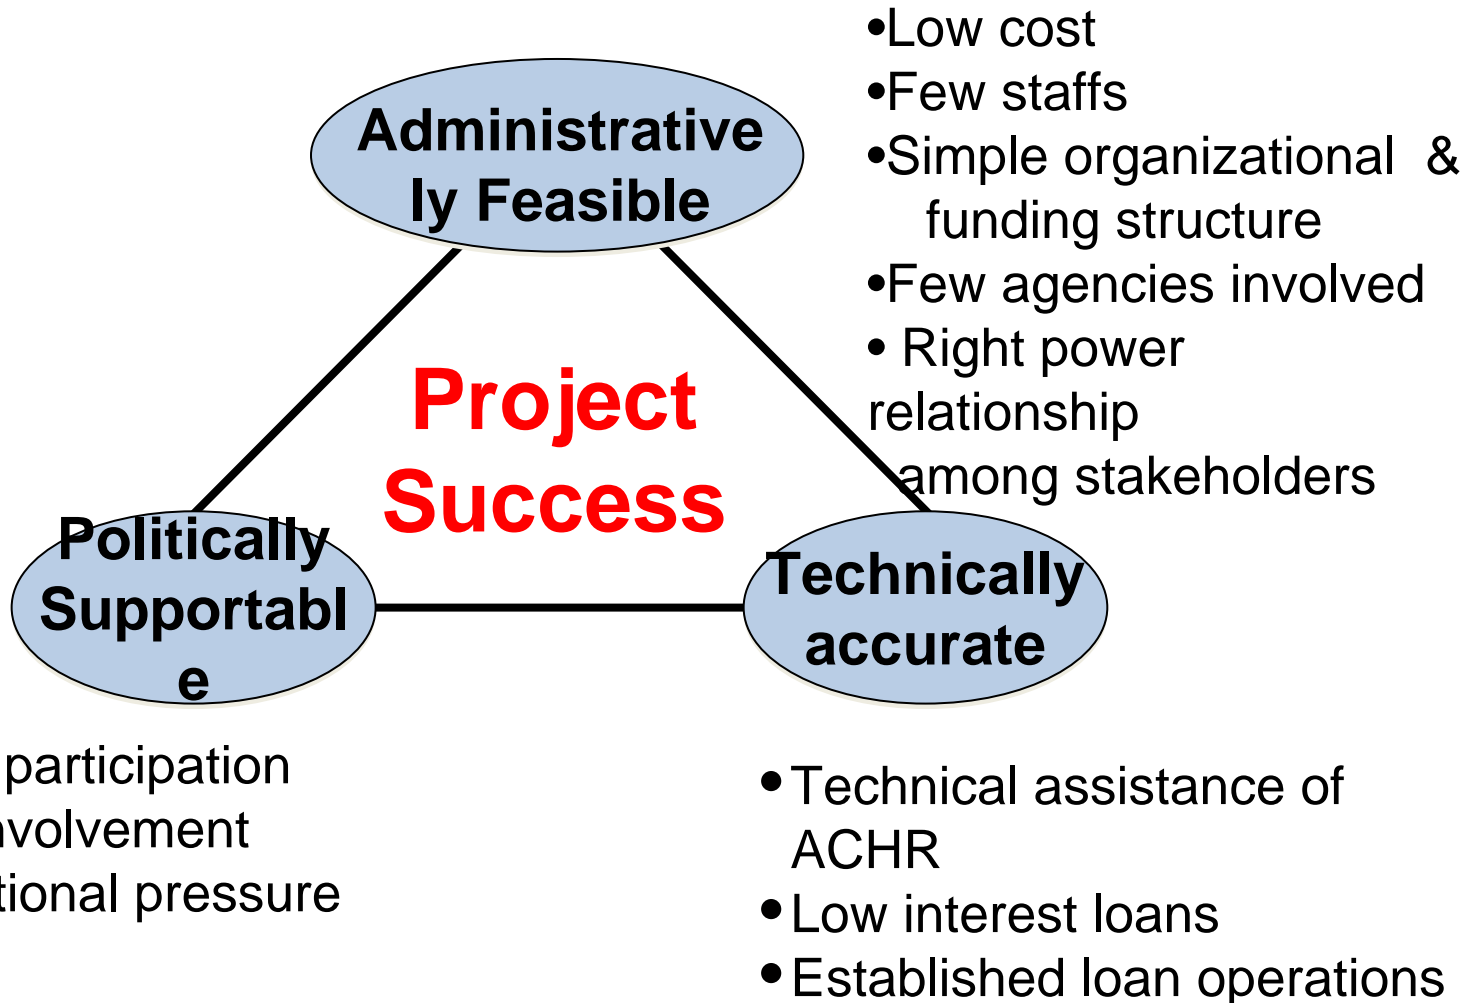 •Low cost
•Few staffs
•Simple organizational &
funding structure
•Few agencies involved
• Right power
relationship
among stakeholders
Administrative
ly Feasible
Project
Success
Politically
Supportabl
e
Technically
accurate
participation
nvolvement
tional pressure
•Technical assistance of
ACHR
•Low interest loans
•Established loan operations